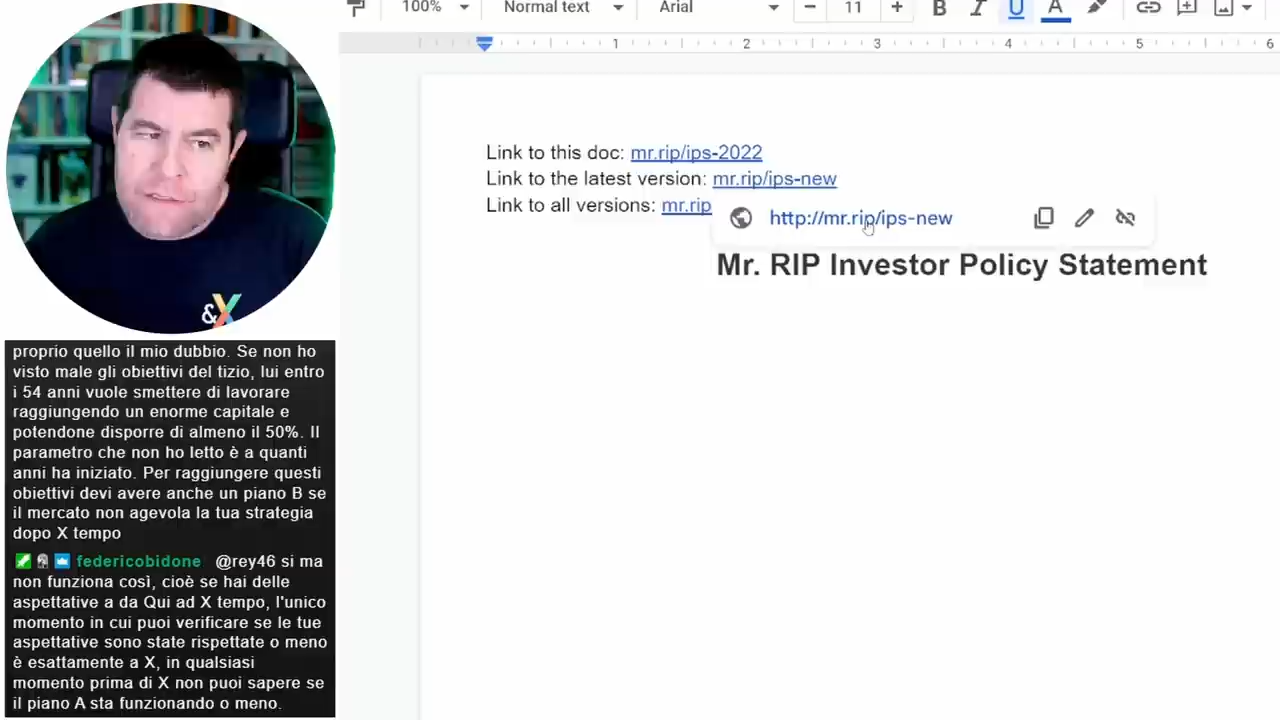 100% Normal text Arial − 11 + B I U A
1 2 3 4 5 6
Link to this doc: mr.rip/ips-2022
Link to the latest version: mr.rip/ips-new
Link to all versions: mr.rip
http://mr.rip/ips-new
Mr. RIP Investor Policy Statement
&X
proprio quello il mio dubbio. Se non ho
visto male gli obiettivi del tizio, lui entro
i 54 anni vuole smettere di lavorare
raggiungendo un enorme capitale e
potendone disporre di almeno il 50%. Il
parametro che non ho letto è a quanti
anni ha iniziato. Per raggiungere questi
obiettivi devi avere anche un piano B se
il mercato non agevola la tua strategia
dopo X tempo
federicobidone @rey46 si ma
non funziona così, cioè se hai delle
aspettative a da Qui ad X tempo, l'unico
momento in cui puoi verificare se le tue
aspettative sono state rispettate o meno
è esattamente a X, in qualsiasi
momento prima di X non puoi sapere se
il piano A sta funzionando o meno.